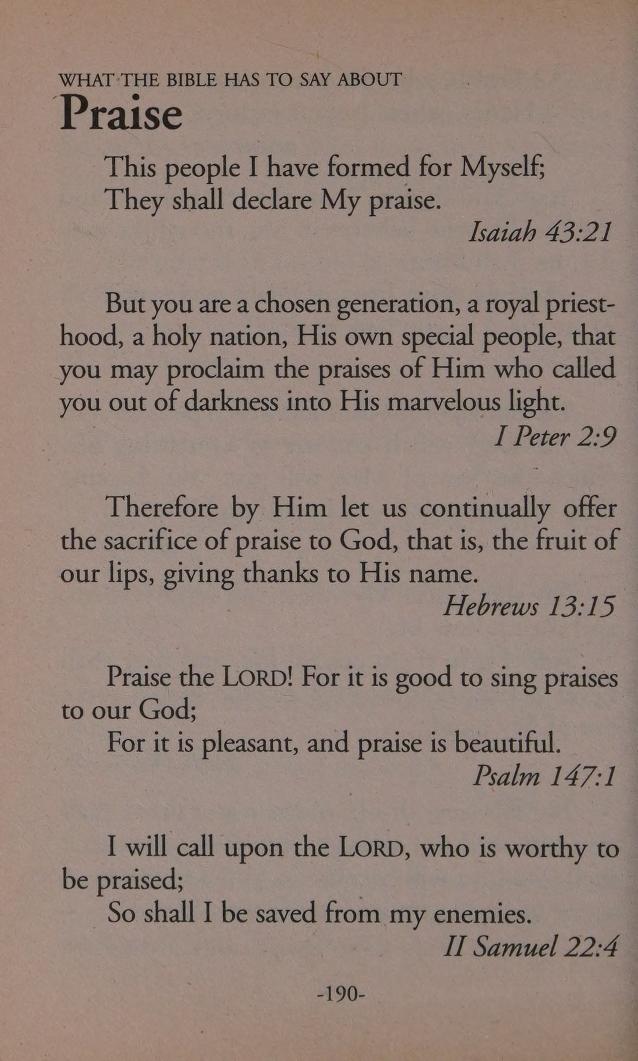 WHAT THE BIBLE HAS TO SAY ABOUT
Praise
This people I have formed for Myself;
They shall declare My praise.
Isaiah 43:21
But you are a chosen generation, a royal priest-
hood, a holy nation, His own special people, that
you may proclaim the praises of Him who called
you out of darkness into His marvelous light.
I Peter 2:9
Therefore by Him let us continually offer
the sacrifice of praise to God, that is, the fruit of
our lips, giving thanks to His name.
Hebrews 13:15
Praise the LORD! For it is good to sing praises
to our God;
For it is pleasant, and praise is beautiful.
Psalm 147:1
I will call upon the LORD, who is worthy to
be praised;
So shall I be saved from my enemies.
II Samuel 22:4
-190-